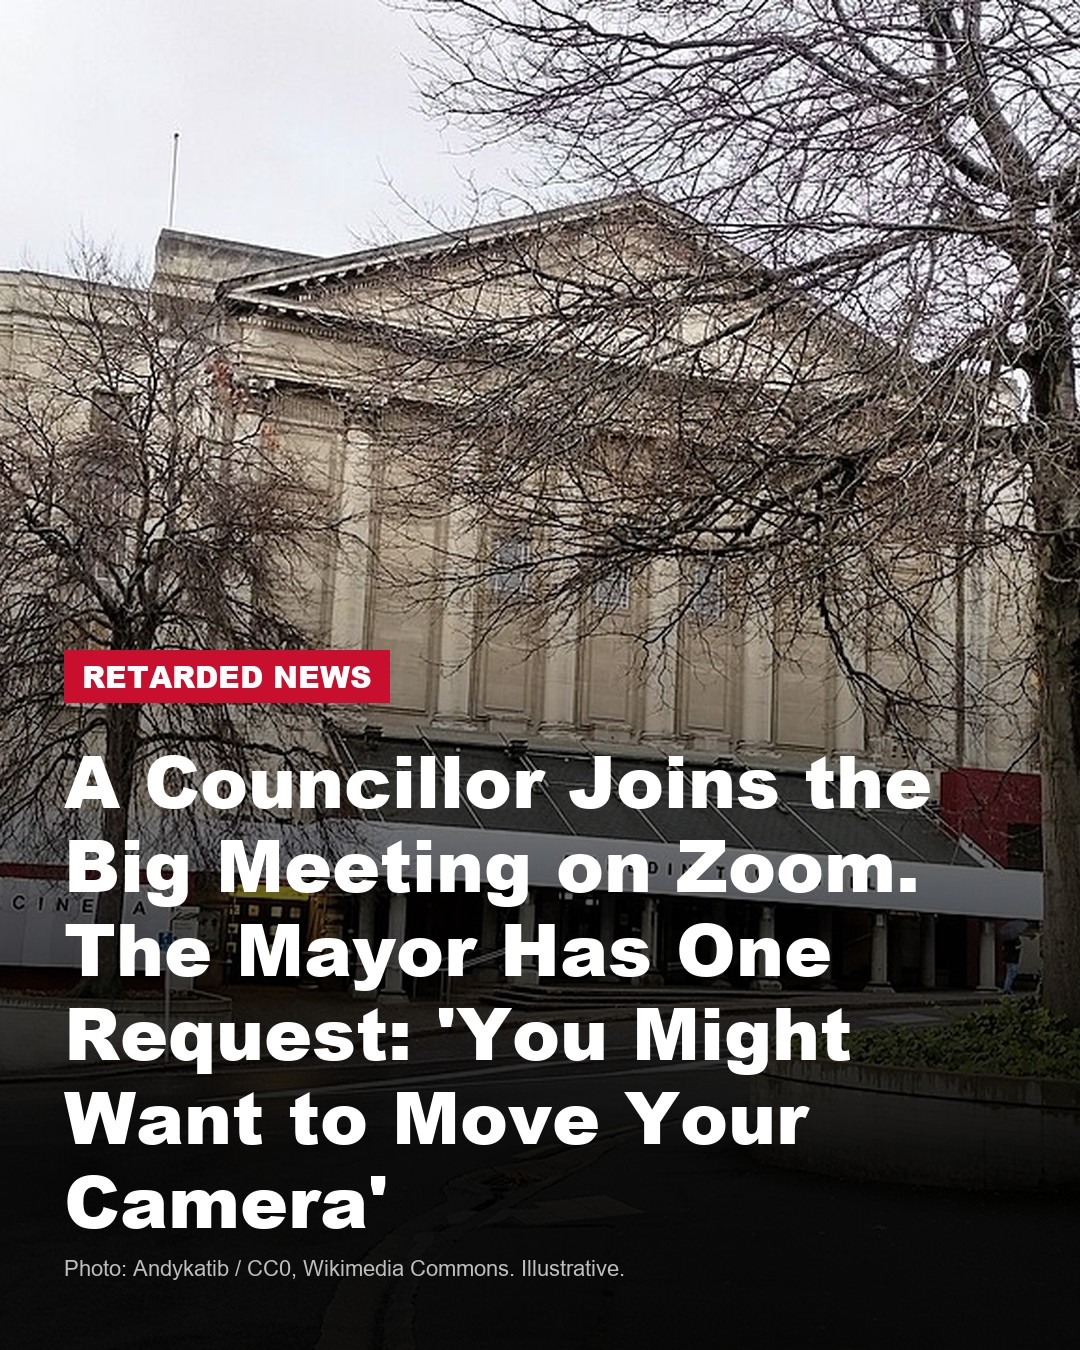 RETARDED NEWS
A Councillor Joins the
Big Meeting on Zoom.
The Mayor Has One
Request: 'You Might
Want to Move Your
Camera'
CINE A
Photo: Andykatib / CC0, Wikimedia Commons. Illustrative.